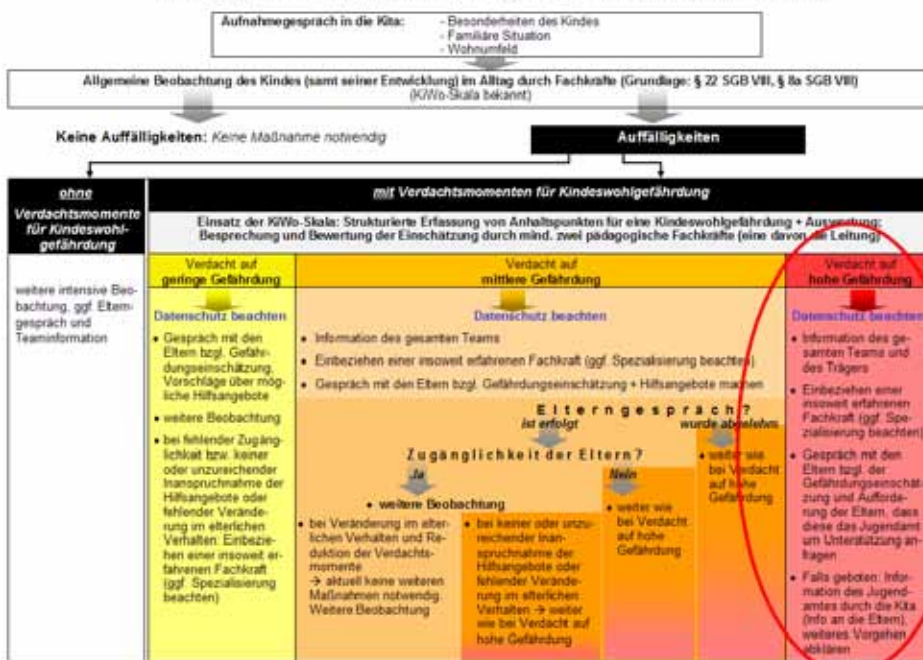 Aufnahmegespräch in die Kita:
- Besonderheiten des Kindes
- Familiäre Situation
- Wohnumfeld
Allgemeine Beobachtung des Kindes (samt seiner Entwicklung) im Alltag durch Fachkräfte (Grundlage: § 22 SGB VIII, § 8a SGB VIII)
(KiWo-Skala bekannt)
Keine Auffälligkeiten: Keine Maßnahme notwendig
Auffälligkeiten
ohne
Verdachtsmomente
für Kindeswohl-
gefährdung
weitere intensive Beo-
bachtung, ggf. Eltern-
gespräch und
Teaminformation
mit Verdachtsmomenten für Kindeswohlgefährdung
Einsatz der KiWo-Skala: Strukturierte Erfassung von Anhaltspunkten für eine Kindeswohlgefährdung + Auswertung:
Besprechung und Bewertung der Einschätzung durch mind. zwei pädagogische Fachkräfte (eine davon die Leitung)
Verdacht auf
geringe Gefährdung
Datenschutz beachten
• Gespräch mit den
Eltern bzgl. Gefähr-
dungseinschätzung,
Vorschläge über mög-
liche Hilfsangebote
• weitere Beobachtung
• bei fehlender Zugäng-
lichkeit bzw. keiner
oder unzureichender
Inanspruchnahme der
Hilfsangebote oder
fehlender Verände-
rung im elterlichen
Verhalten: Einbezie-
hen einer insoweit er-
fahrenen Fachkraft
(ggf. Spezialisierung
beachten)
Verdacht auf
mittlere Gefährdung
Datenschutz beachten
• Information des gesamten Teams
• Einbeziehen einer insoweit erfahrenen Fachkraft (ggf. Spezialisierung beachten)
• Gespräch mit den Eltern bzgl. Gefährdungseinschätzung + Hilfsangebote machen
Elterngespräch?
ist erfolgt
wurde abgelehnt
Zugänglichkeit der Eltern?
Ja
Nein
• weitere Beobachtung
• bei Veränderung im elter-
lichen Verhalten und Re-
duktion der Verdachts-
momente
→ aktuell keine weiteren
Maßnahmen notwendig.
Weitere Beobachtung
• bei keiner oder unzu-
reichender Inan-
spruchnahme der
Hilfsangebote oder
fehlender Verände-
rung im elterlichen
Verhalten → weiter
wie bei Verdacht auf
hohe Gefährdung
• weiter wie
bei Verdacht
auf hohe
Gefährdung
• weiter wie
bei Verdacht
auf hohe
Gefährdung
Verdacht auf
hohe Gefährdung
Datenschutz beachten
• Information des ge-
samten Teams und
des Trägers
• Einbeziehen einer
insoweit erfahrenen
Fachkraft (ggf. Spe-
zialisierung beachten)
• Gespräch mit den
Eltern bzgl. der
Gefährdungseinschät-
zung und Aufforde-
rung der Eltern, dass
diese das Jugendamt
um Unterstützung an-
fragen
• Falls geboten: Infor-
mation des Jugend-
amtes durch die Kita
(Info an die Eltern),
weiteres Vorgehen
abklären